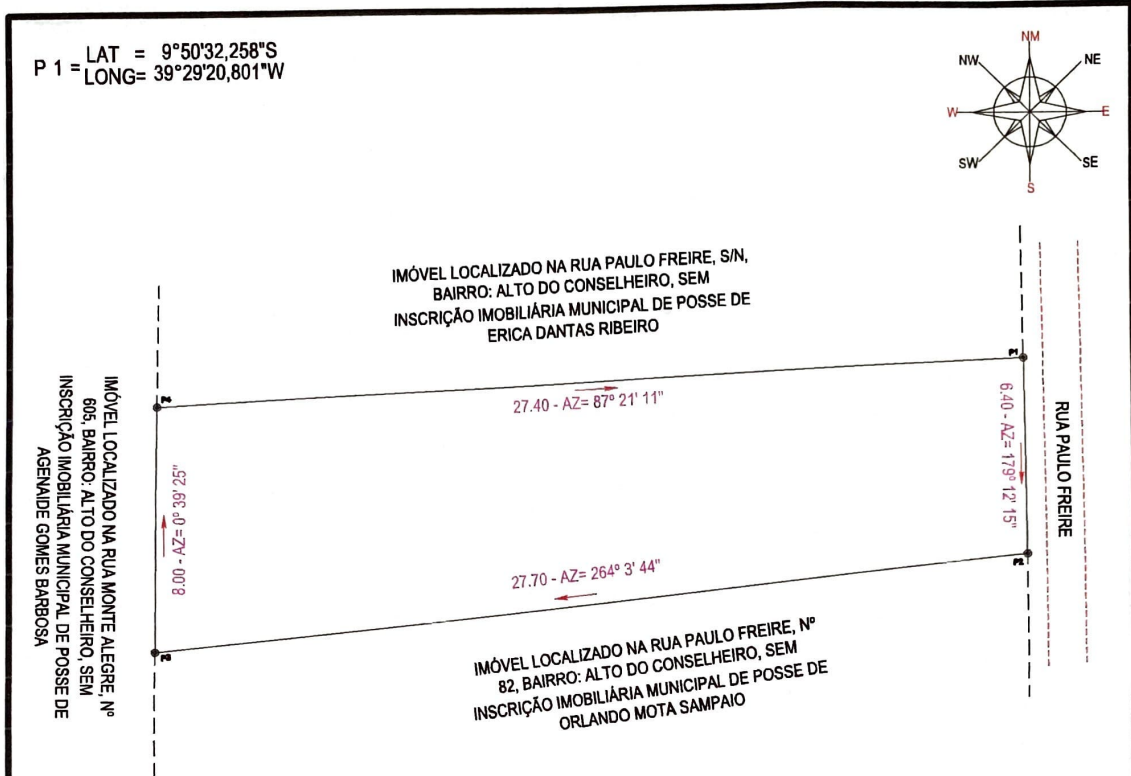 P 1 = LAT = 9°50'32,258"S
LONG= 39°29'20,801"W
NM
NW
NE
W
E
SW
SE
S
IMÓVEL LOCALIZADO NA RUA PAULO FREIRE, S/N,
BAIRRO: ALTO DO CONSELHEIRO, SEM
INSCRIÇÃO IMOBILIÁRIA MUNICIPAL DE POSSE DE
ERICA DANTAS RIBEIRO
P4
P1
27.40 - AZ= 87° 21' 11"
6.40 - AZ= 179° 12' 15"
RUA PAULO FREIRE
IMÓVEL LOCALIZADO NA RUA MONTE ALEGRE, Nº
605, BAIRRO: ALTO DO CONSELHEIRO, SEM
INSCRIÇÃO IMOBILIÁRIA MUNICIPAL DE POSSE DE
AGENAIDE GOMES BARBOSA
8.00 - AZ= 0° 39' 25"
27.70 - AZ= 264° 3' 44"
P2
P3
IMÓVEL LOCALIZADO NA RUA PAULO FREIRE, Nº
82, BAIRRO: ALTO DO CONSELHEIRO, SEM
INSCRIÇÃO IMOBILIÁRIA MUNICIPAL DE POSSE DE
ORLANDO MOTA SAMPAIO